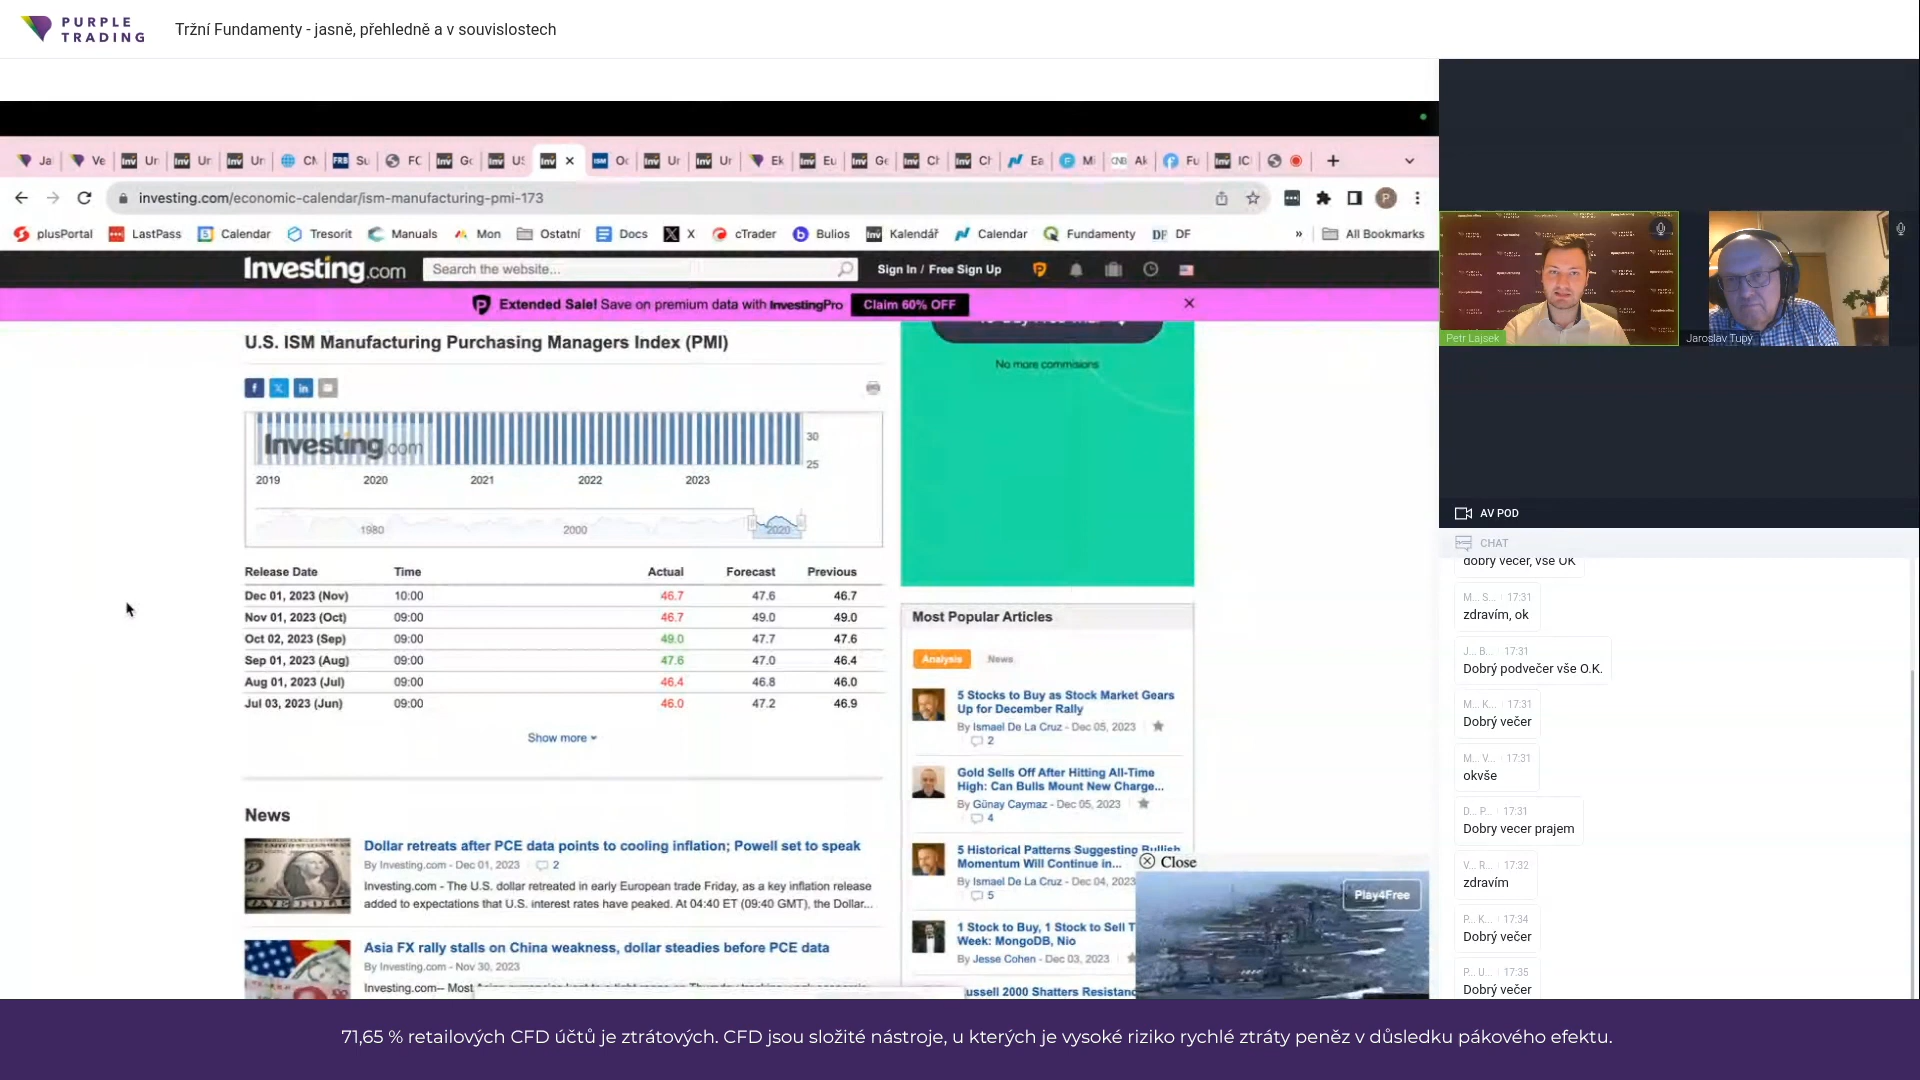 PURPLE
TRADING
Tržní Fundamenty - jasně, přehledně a v souvislostech
investing.com/economic-calendar/ism-manufacturing-pmi-173
plusPortal LastPass Calendar Tresorit Manuals Mon Ostatní Docs X cTrader Bulios Kalendář Calendar Fundamenty DF DF » All Bookmarks
Investing.com Search the website... Sign In / Free Sign Up
Extended Sale! Save on premium data with InvestingPro Claim 60% OFF
U.S. ISM Manufacturing Purchasing Managers Index (PMI)
No more commisions
Investing.com
30
25
2019 2020 2021 2022 2023
1980 2000 2020
Release Date Time Actual Forecast Previous
Dec 01, 2023 (Nov) 10:00 46.7 47.6 46.7
Nov 01, 2023 (Oct) 09:00 46.7 49.0 49.0
Oct 02, 2023 (Sep) 09:00 49.0 47.7 47.6
Sep 01, 2023 (Aug) 09:00 47.6 47.0 46.4
Aug 01, 2023 (Jul) 09:00 46.4 46.8 46.0
Jul 03, 2023 (Jun) 09:00 46.0 47.2 46.9
Show more
News
Dollar retreats after PCE data points to cooling inflation; Powell set to speak
By Investing.com - Dec 01, 2023 2
Investing.com - The U.S. dollar retreated in early European trade Friday, as a key inflation release
added to expectations that U.S. interest rates have peaked. At 04:40 ET (09:40 GMT), the Dollar...
Asia FX rally stalls on China weakness, dollar steadies before PCE data
By Investing.com - Nov 30, 2023
Investing.com-- Most
Most Popular Articles
Analysis News
5 Stocks to Buy as Stock Market Gears
Up for December Rally
By Ismael De La Cruz - Dec 05, 2023
2
Gold Sells Off After Hitting All-Time
High: Can Bulls Mount New Charge...
By Günay Caymaz - Dec 05, 2023
4
5 Historical Patterns Suggesting Bullish
Momentum Will Continue in...
By Ismael De La Cruz - Dec 04, 2023
5
1 Stock to Buy, 1 Stock to Sell T
Week: MongoDB, Nio
By Jesse Cohen - Dec 03, 2023
ussell 2000 Shatters Resistanc
Close
Play4Free
Petr Lajsek
Jaroslav Tupý
AV POD
CHAT
dobrý večer, vše OK
M... S... 17:31
zdravím, ok
J... B... 17:31
Dobrý podvečer vše O.K.
M... K... 17:31
Dobrý večer
M... V... 17:31
okvše
D... P... 17:31
Dobry vecer prajem
V... R... 17:32
zdravím
P... K... 17:34
Dobrý večer
P... U... 17:35
Dobrý večer
71,65 % retailových CFD účtů je ztrátových. CFD jsou složité nástroje, u kterých je vysoké riziko rychlé ztráty peněz v důsledku pákového efektu.